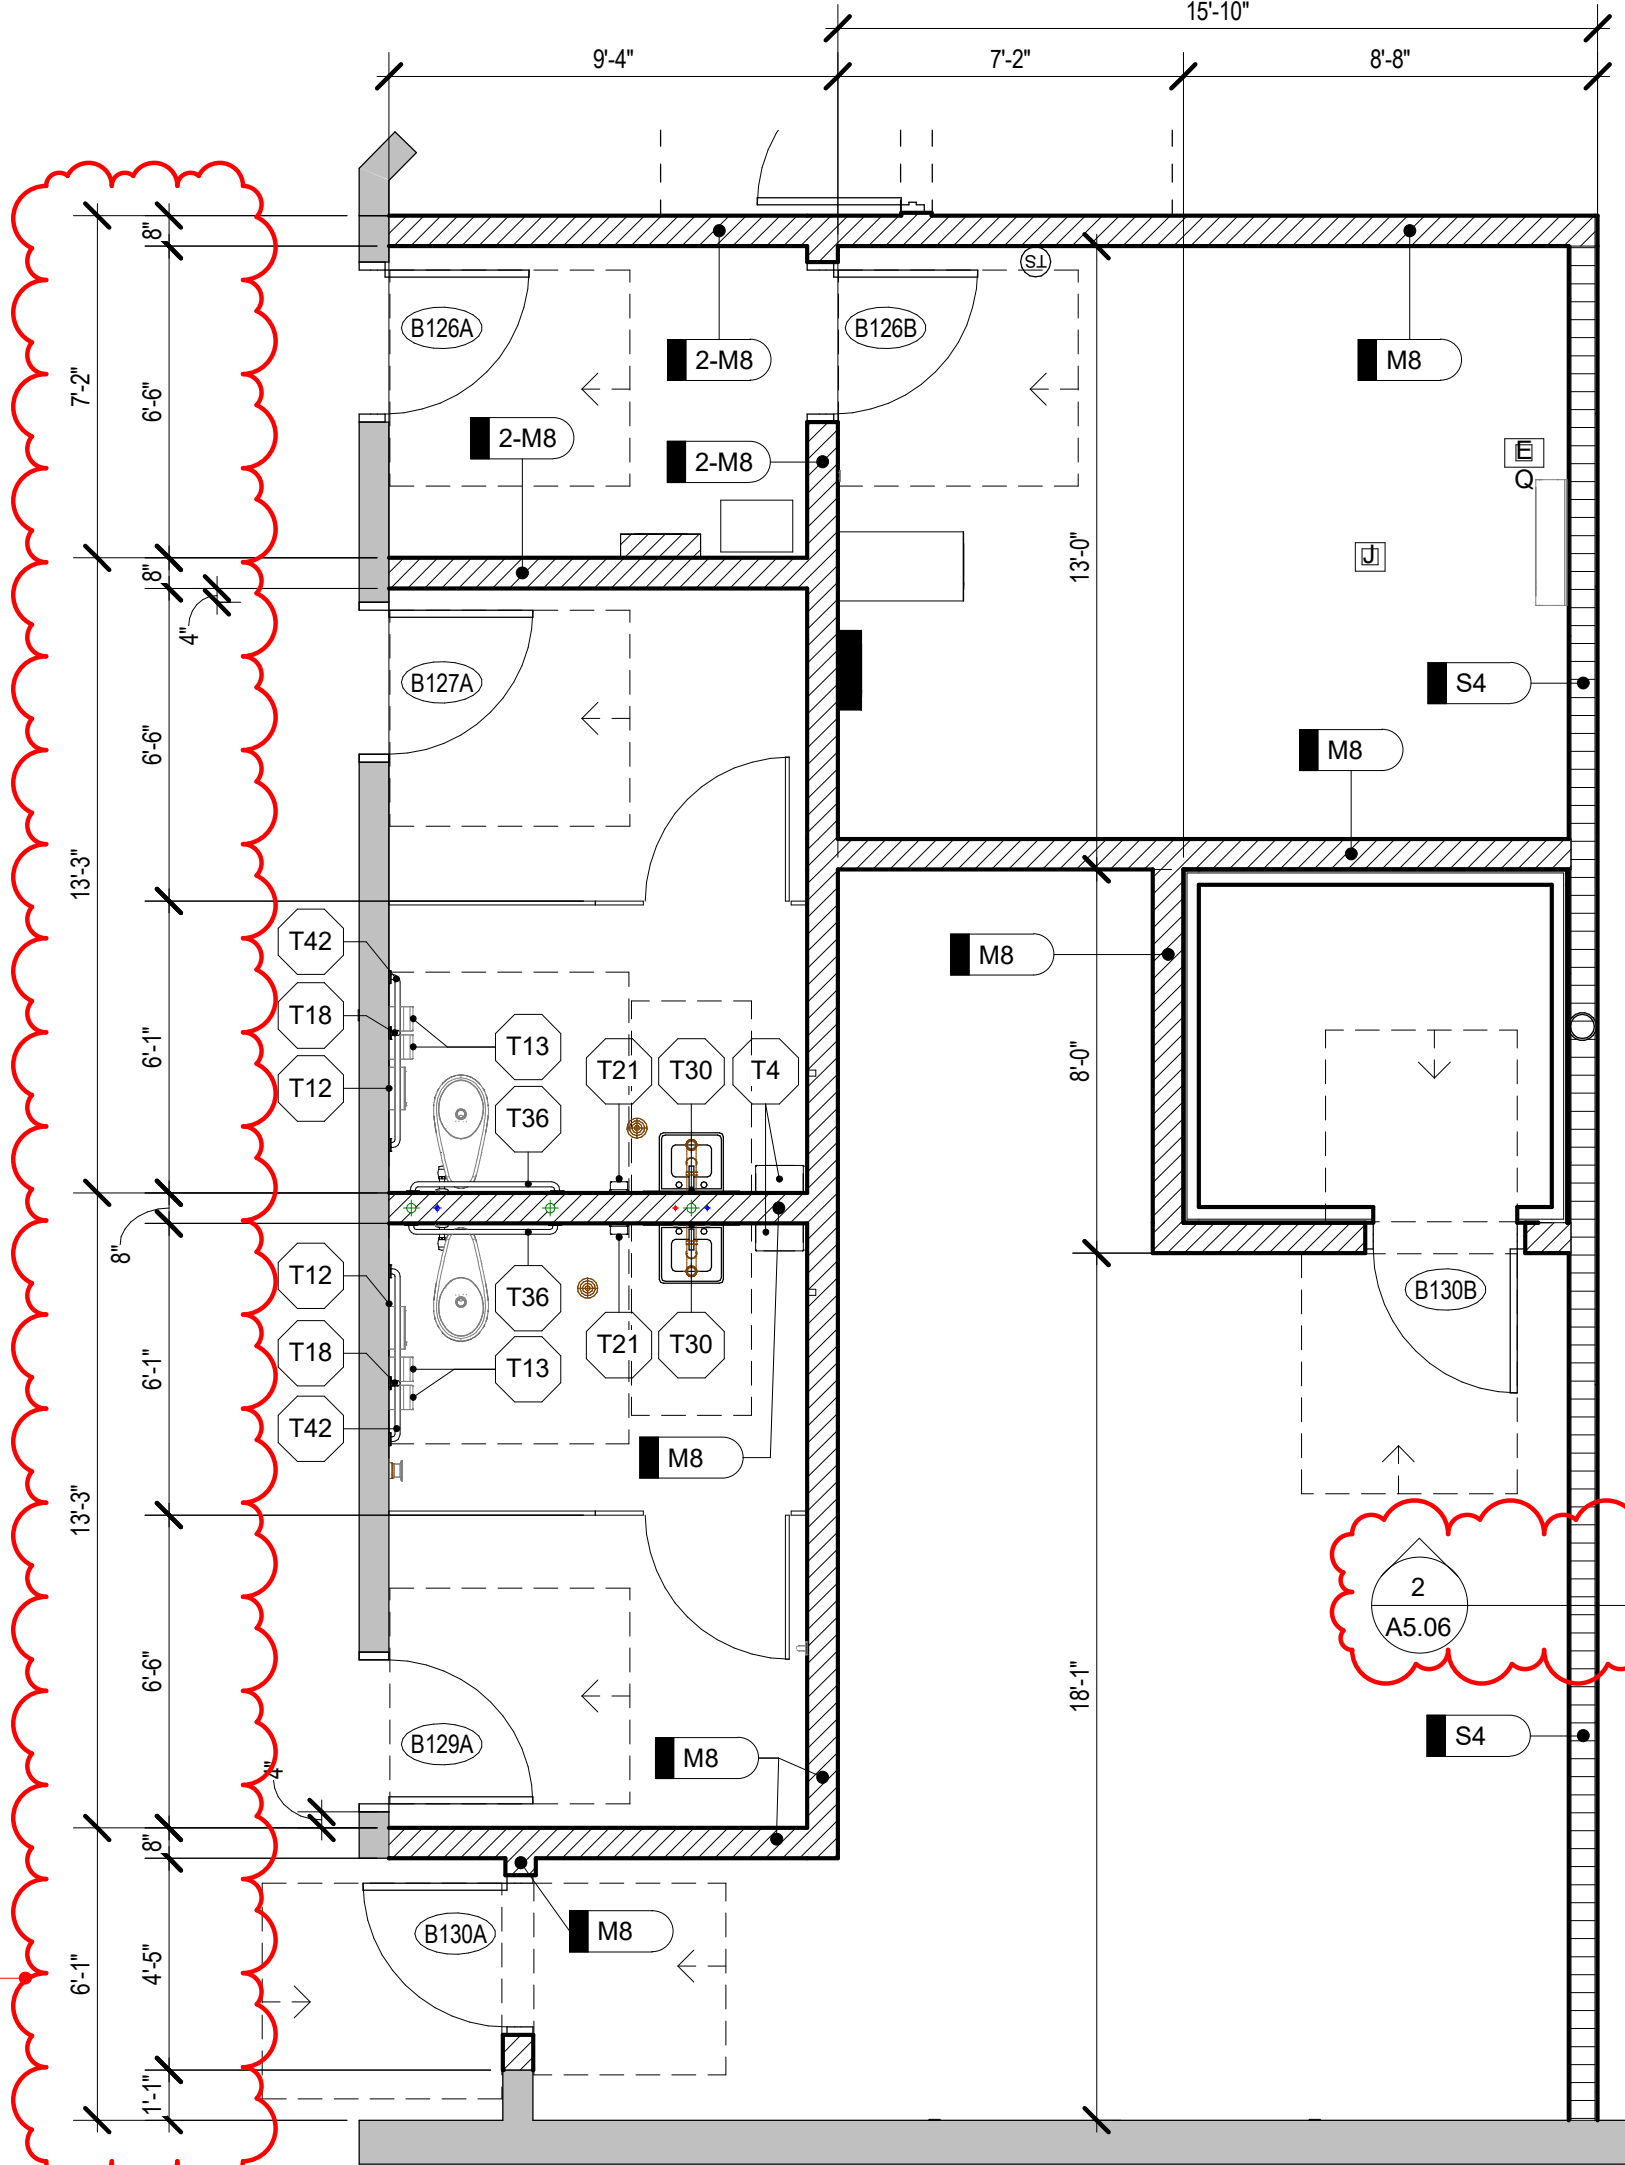 15'-10"
9'-4"
7'-2"
8'-8"
8"
TS
B126A
B126B
2-M8
M8
7'-2"
6'-6"
2-M8
2-M8
E
Q
13'-0"
J
8"
4"
B127A
S4
6'-6"
M8
13'-3"
T42
M8
T18
T13
6'-1"
T21
T30
T4
8'-0"
T12
T36
8"
T12
T36
B130B
T18
T13
T21
T30
6'-1"
T42
M8
13'-3"
2
A5.06
6'-6"
18'-1"
B129A
M8
S4
4"
8"
B130A
M8
6'-1"
4'-5"
1'-1"